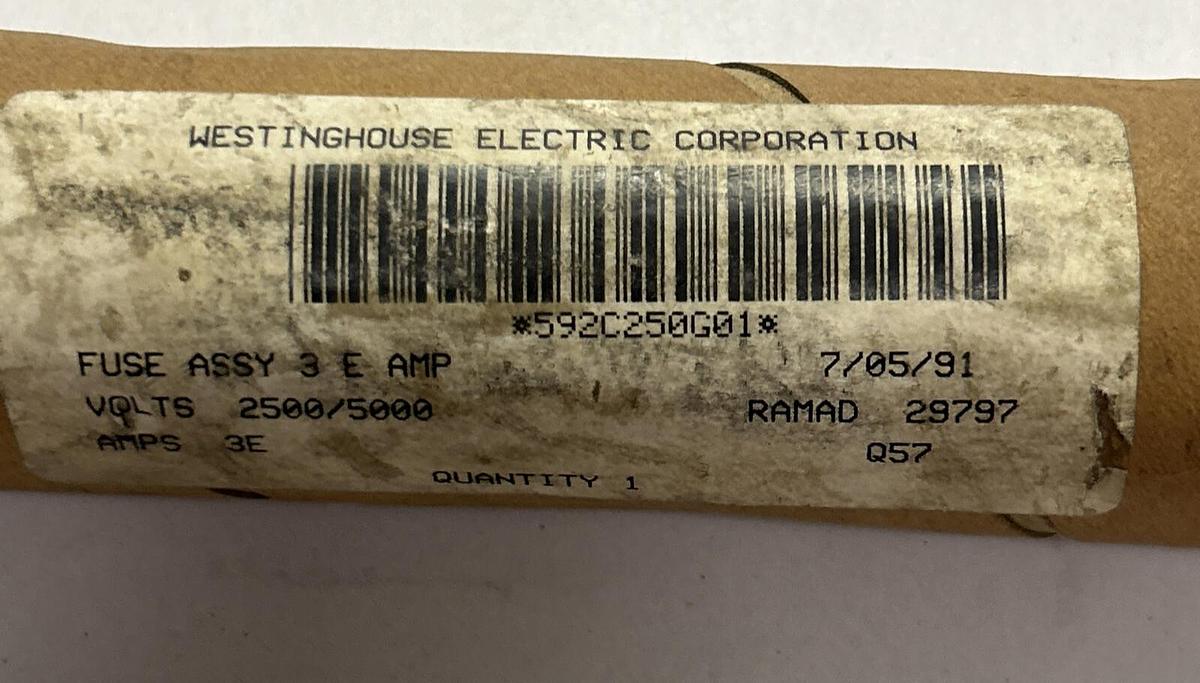 WESTINGHOUSE ELECTRIC CORPORATION
*592C250G01*
FUSE ASSY 3 E AMP 7/05/91
VOLTS 2500/5000 RAMAD 29797
AMPS 3E Q57
QUANTITY 1